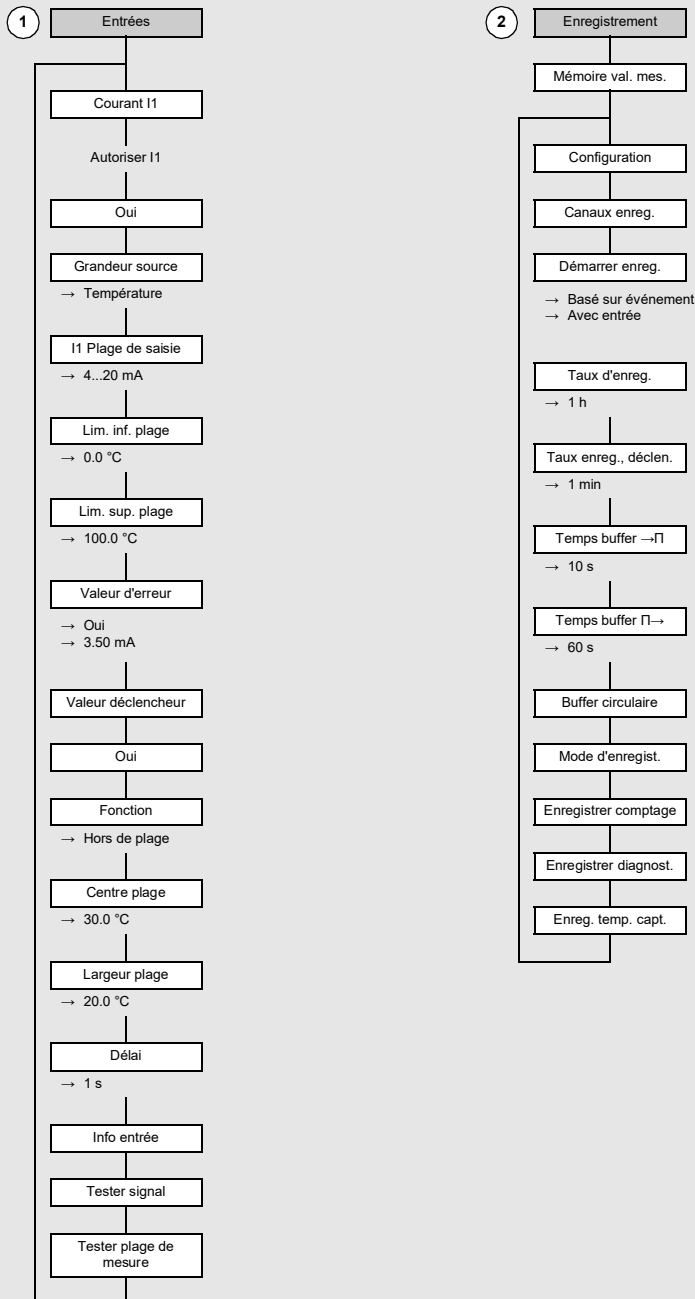 1
Entrées
Courant I1
Autoriser I1
Oui
Grandeur source
→ Température
I1 Plage de saisie
→ 4...20 mA
Lim. inf. plage
→ 0.0 °C
Lim. sup. plage
→ 100.0 °C
Valeur d'erreur
→ Oui
→ 3.50 mA
Valeur déclencheur
Oui
Fonction
→ Hors de plage
Centre plage
→ 30.0 °C
Largeur plage
→ 20.0 °C
Délai
→ 1 s
Info entrée
Tester signal
Tester plage de
mesure
2
Enregistrement
Mémoire val. mes.
Configuration
Canaux enreg.
Démarrer enreg.
→ Basé sur événement
→ Avec entrée
Taux d'enreg.
→ 1 h
Taux enreg., déclen.
→ 1 min
Temps buffer →Π
→ 10 s
Temps buffer Π→
→ 60 s
Buffer circulaire
Mode d'enregist.
Enregistrer comptage
Enregistrer diagnost.
Enreg. temp. capt.